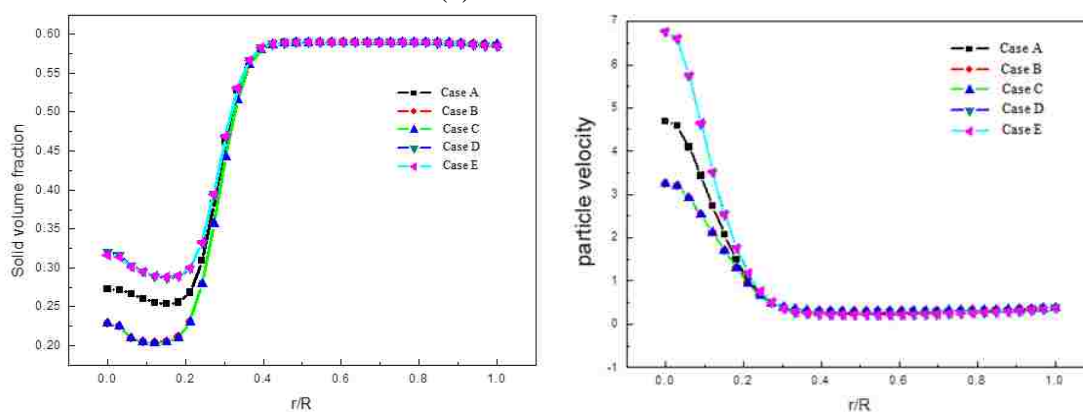 0.60
0.55
0.50
0.45
0.40
0.35
0.30
0.25
0.20
Solid volume fraction
0.0
0.2
0.4
0.6
0.8
1.0
r/R
Case A
Case B
Case C
Case D
Case E
7
6
5
4
3
2
1
0
-1
particle velocity
0.0
0.2
0.4
0.6
0.8
1.0
r/R
Case A
Case B
Case C
Case D
Case E